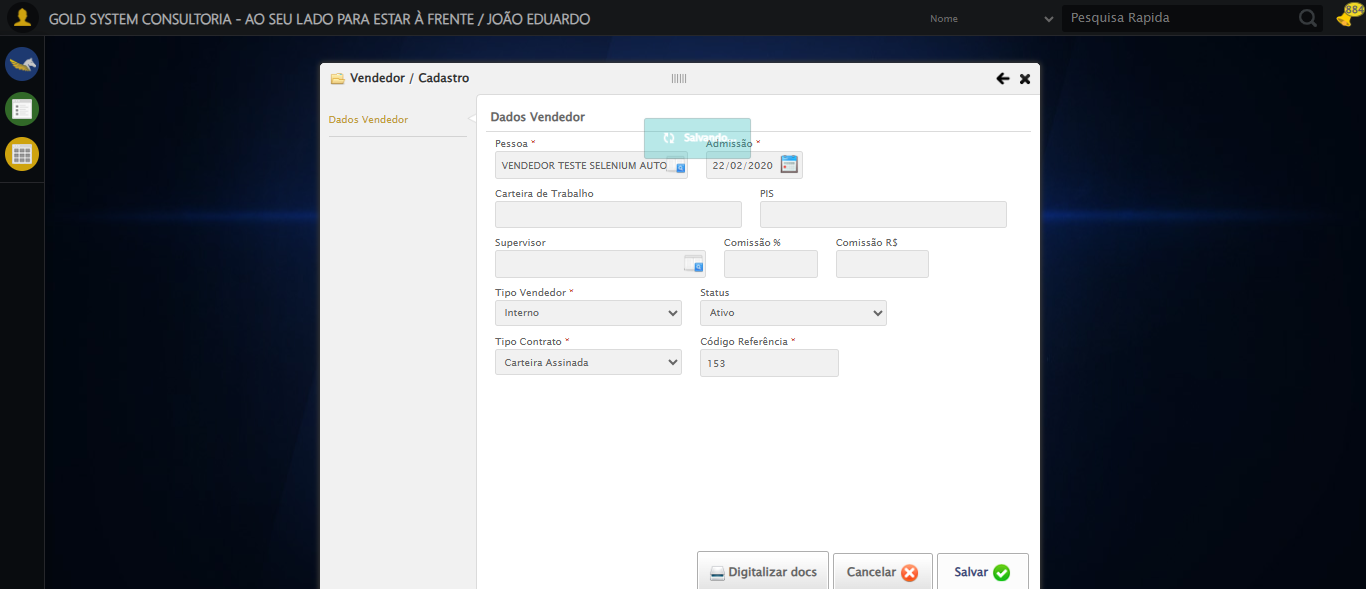 GOLD SYSTEM CONSULTORIA - AO SEU LADO PARA ESTAR À FRENTE / JOÃO EDUARDO
Nome
Pesquisa Rapida
884
Vendedor / Cadastro
Dados Vendedor
Dados Vendedor
Salvando...
Pessoa *
Admissão *
VENDEDOR TESTE SELENIUM AUTO
22/02/2020
Carteira de Trabalho
PIS
Supervisor
Comissão %
Comissão R$
Tipo Vendedor *
Status
Interno
Ativo
Tipo Contrato *
Código Referência *
Carteira Assinada
153
Digitalizar docs
Cancelar
Salvar